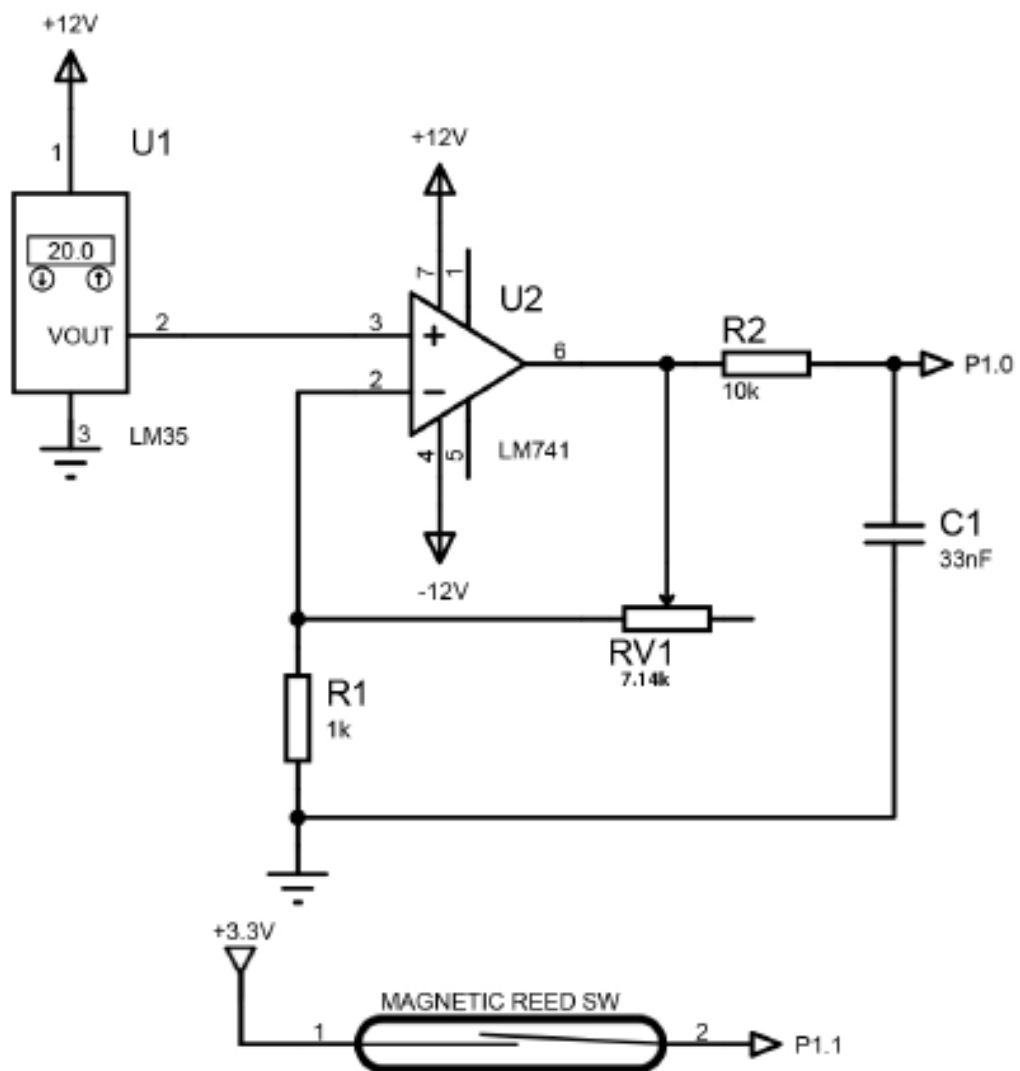 +12V
U1
1
20.0
VOUT
2
3
LM35
+12V
7
1
U2
3
+
2
−
6
4
5
LM741
-12V
R2
10k
P1.0
C1
33nF
RV1
7.14k
R1
1k
+3.3V
MAGNETIC REED SW
1
2
P1.1